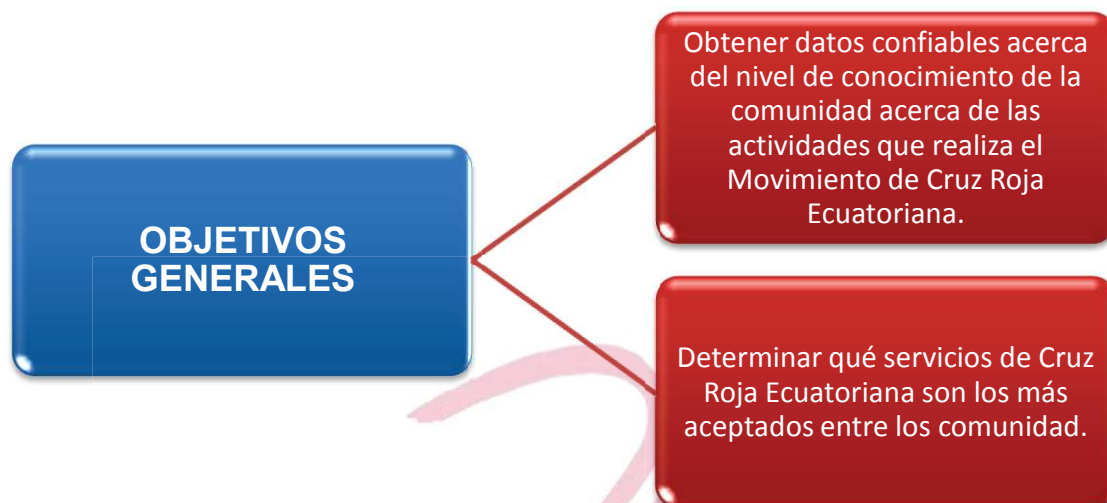 OBJETIVOS
GENERALES
Obtener datos confiables acerca
del nivel de conocimiento de la
comunidad acerca de las
actividades que realiza el
Movimiento de Cruz Roja
Ecuatoriana.
Determinar qué servicios de Cruz
Roja Ecuatoriana son los más
aceptados entre los comunidad.